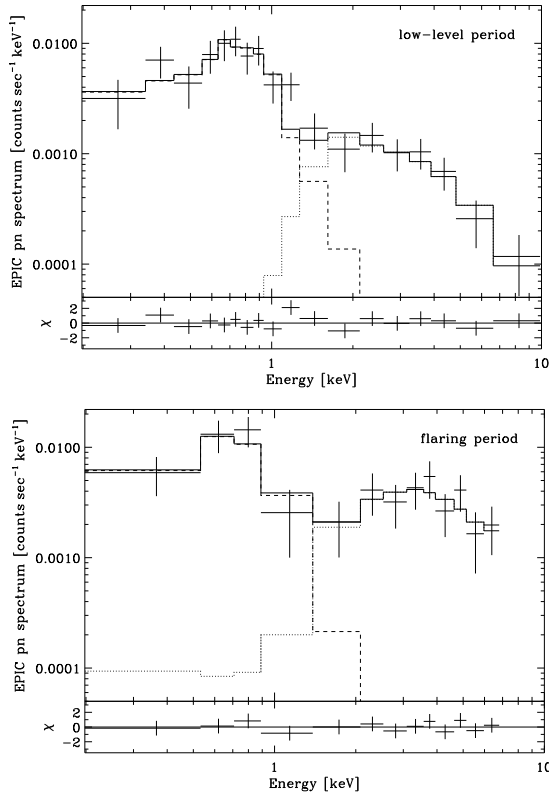 low-level period
EPIC pn spectrum [counts sec⁻¹ keV⁻¹]
0.0100
0.0010
0.0001
χ
2
0
−2
1
10
Energy [keV]
flaring period
EPIC pn spectrum [counts sec⁻¹ keV⁻¹]
0.0100
0.0010
0.0001
χ
2
0
−2
1
10
Energy [keV]